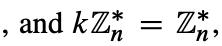 , and kℤ*ₙ = ℤ*ₙ,